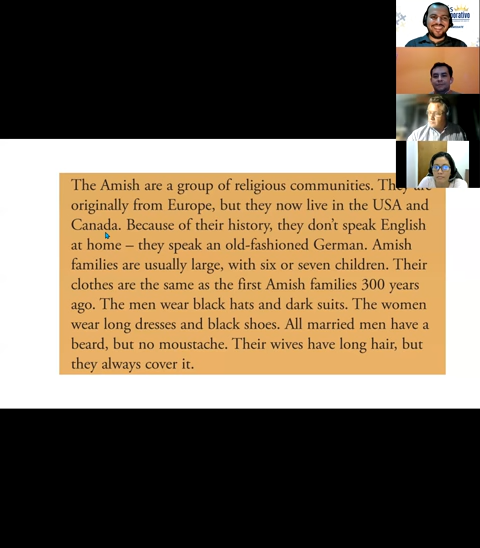 The Amish are a group of religious communities. They
originally from Europe, but they now live in the USA and
Canada. Because of their history, they don't speak English
at home – they speak an old-fashioned German. Amish
families are usually large, with six or seven children. Their
clothes are the same as the first Amish families 300 years
ago. The men wear black hats and dark suits. The women
wear long dresses and black shoes. All married men have a
beard, but no moustache. Their wives have long hair, but
they always cover it.